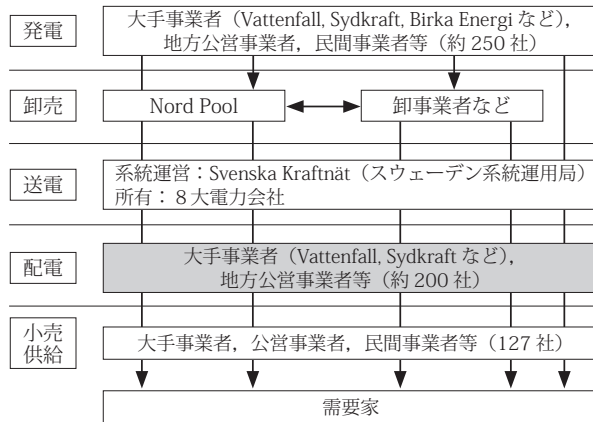 発電
大手事業者（Vattenfall, Sydkraft, Birka Energi など），
地方公営事業者，民間事業者等（約 250 社）
卸売
Nord Pool
卸事業者など
送電
系統運営：Svenska Kraftnät（スウェーデン系統運用局）
所有：８大電力会社
配電
大手事業者（Vattenfall, Sydkraft など），
地方公営事業者等（約 200 社）
小売
供給
大手事業者，公営事業者，民間事業者等（127 社）
需要家